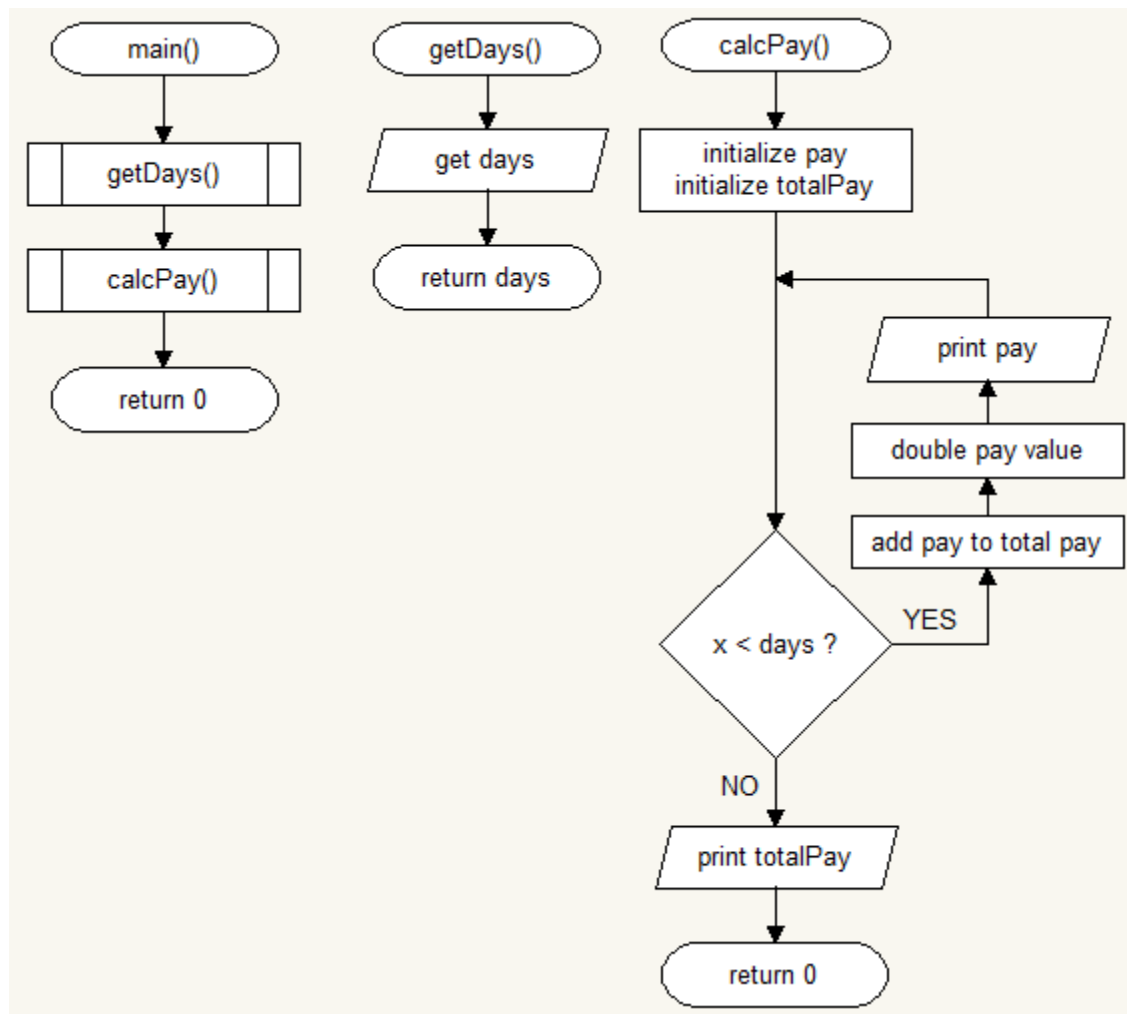 main()
getDays()
calcPay()
return 0
getDays()
get days
return days
calcPay()
initialize pay
initialize totalPay
print pay
double pay value
add pay to total pay
YES
x < days ?
NO
print totalPay
return 0